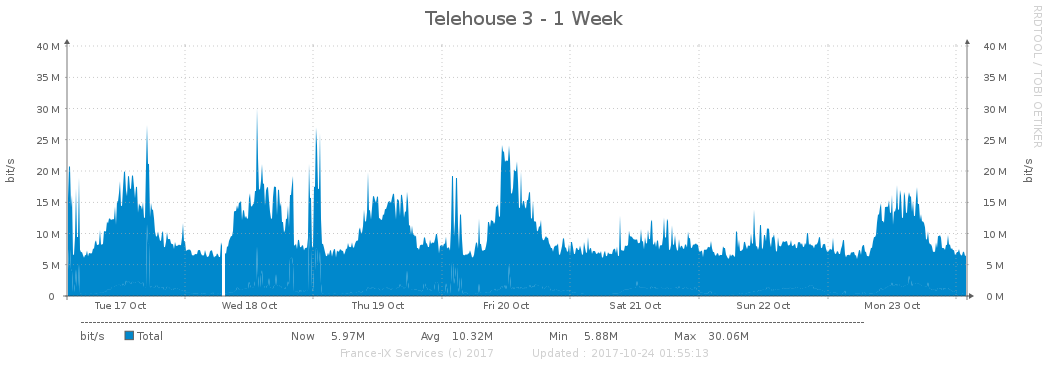 Telehouse 3 - 1 Week
RRDTOOL / TOBI OETIKER
40 M 40 M
35 M 35 M
30 M 30 M
25 M 25 M
20 M 20 M
15 M 15 M
10 M 10 M
5 M 5 M
0 0 M
bit/s bit/s
Tue 17 Oct Wed 18 Oct Thu 19 Oct Fri 20 Oct Sat 21 Oct Sun 22 Oct Mon 23 Oct
bit/s Total Now 5.97M Avg 10.32M Min 5.88M Max 30.06M
France-IX Services (c) 2017 Updated : 2017-10-24 01:55:13